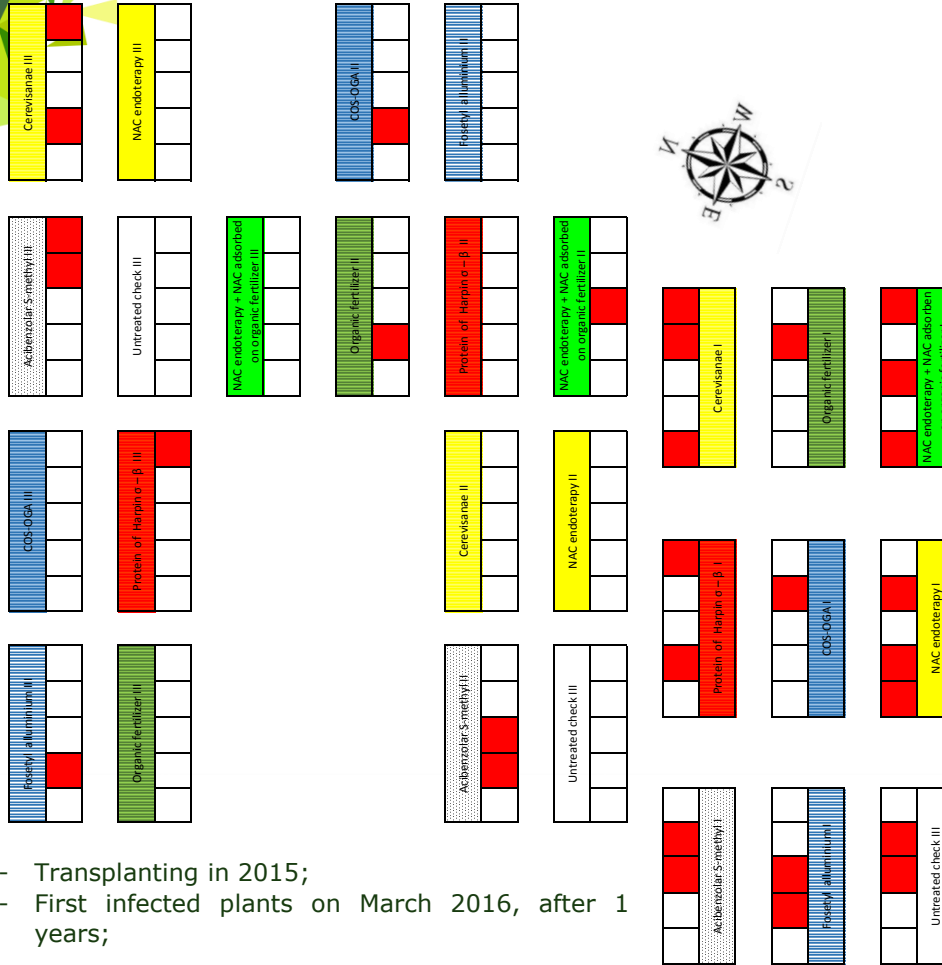 Cerevisanae III
NAC endoterapy III
COS-OGA II
Fosetyl alluminium II
N
W
E
S
Acibenzolar S-methyl III
Untreated check III
NAC endoterapy + NAC adsorbed
on organic fertilizer III
Organic fertilizer II
Protein of Harpin σ – β II
NAC endoterapy + NAC adsorbed
on organic fertilizer II
Cerevisanae I
Organic fertilizer I
NAC endoterapy + NAC adsorben
COS-OGA III
Protein of Harpin σ – β III
Cerevisanae II
NAC endoterapy II
Protein of Harpin σ – β I
COS-OGA I
NAC endoterapy I
Fosetyl alluminium III
Organic fertilizer III
Acibenzolar S-methyl II
Untreated check III
Acibenzolar S-methyl I
Fosetyl alluminium I
Untreated check III
- Transplanting in 2015;
- First infected plants on March 2016, after 1
years;